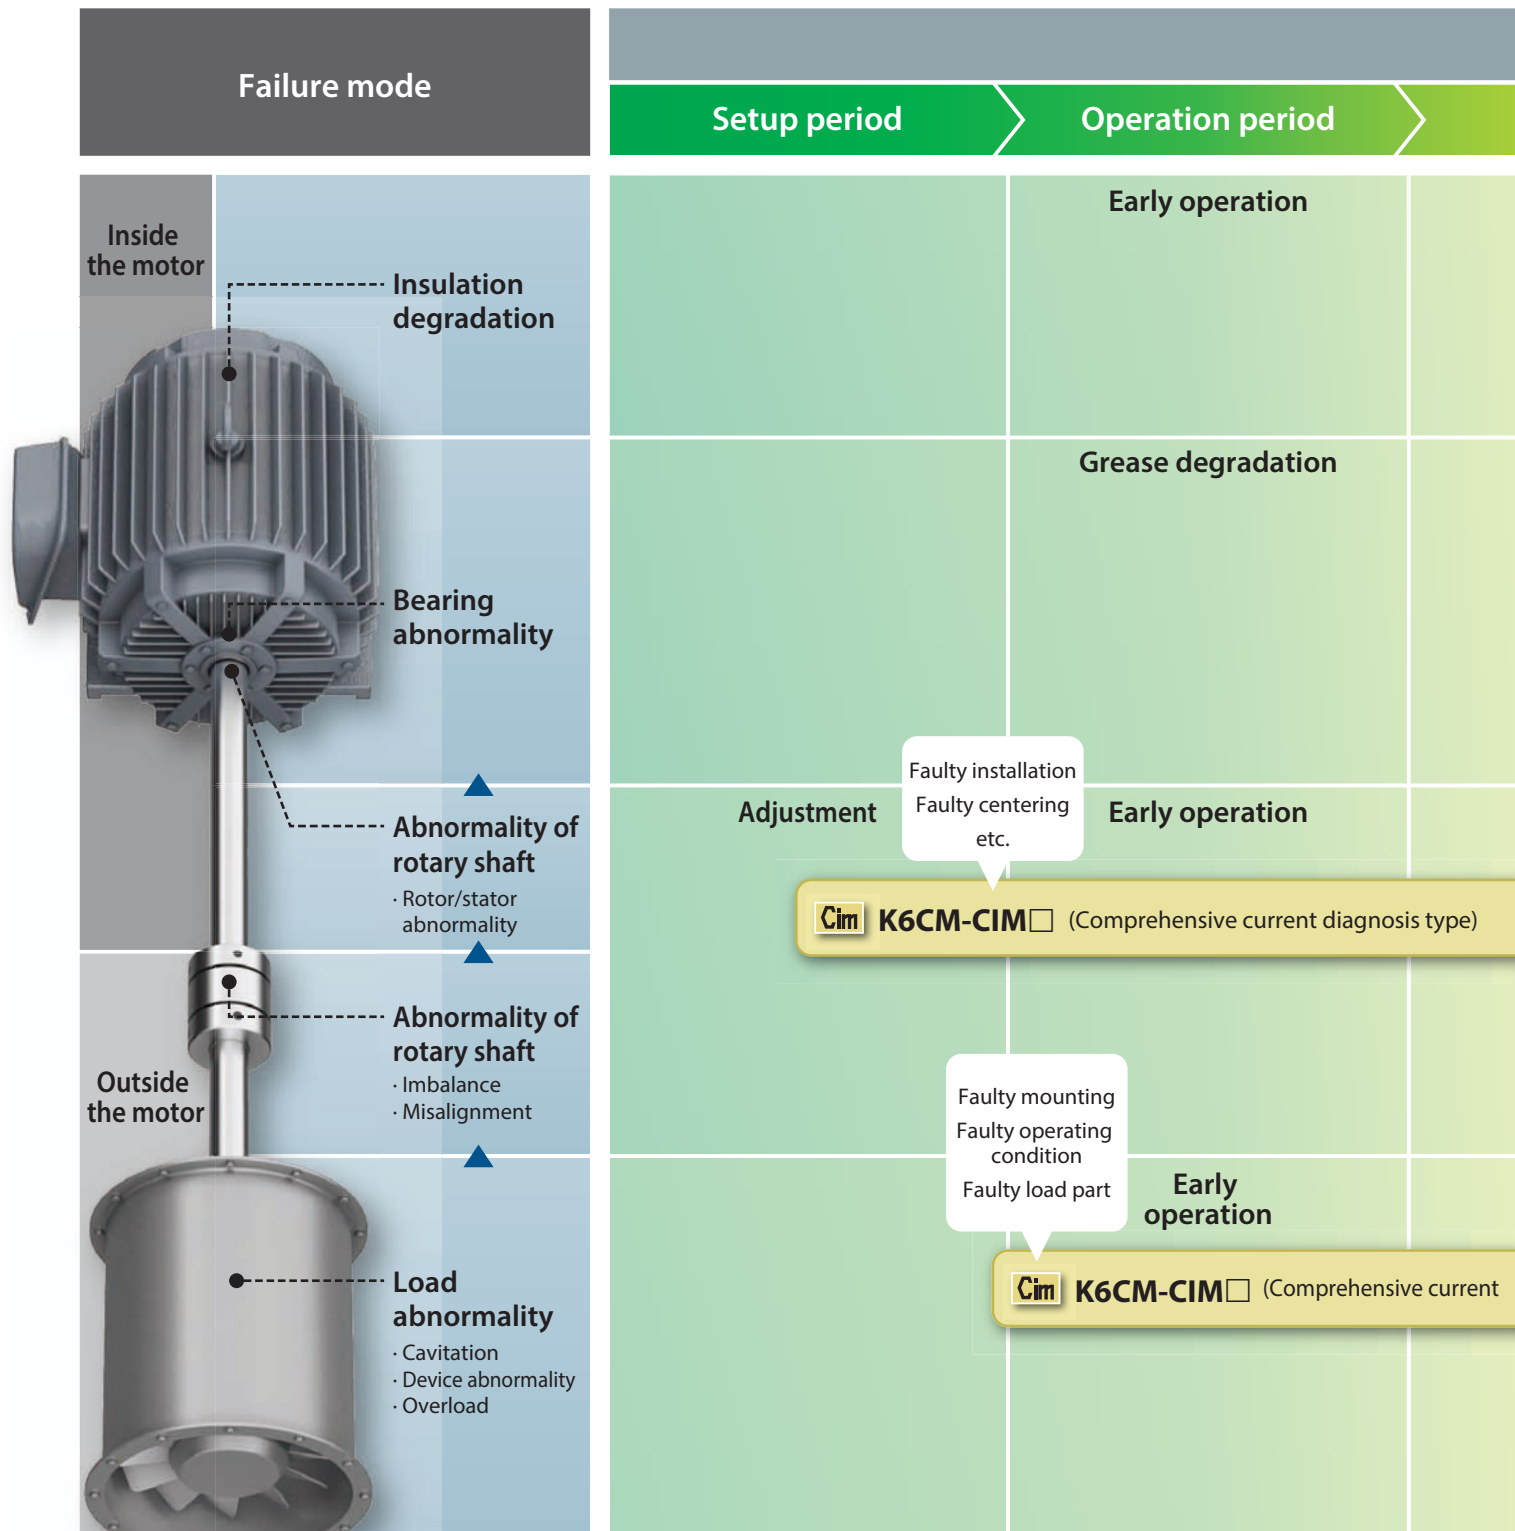 Failure mode
Setup period
Operation period
Inside
the motor
Early operation
Insulation
degradation
Grease degradation
Bearing
abnormality
Faulty installation
Faulty centering
etc.
Adjustment
Early operation
Abnormality of
rotary shaft
· Rotor/stator
abnormality
Cim K6CM-CIM□ (Comprehensive current diagnosis type)
Abnormality of
rotary shaft
· Imbalance
· Misalignment
Outside
the motor
Faulty mounting
Faulty operating
condition
Faulty load part
Early
operation
Cim K6CM-CIM□ (Comprehensive current
Load
abnormality
· Cavitation
· Device abnormality
· Overload